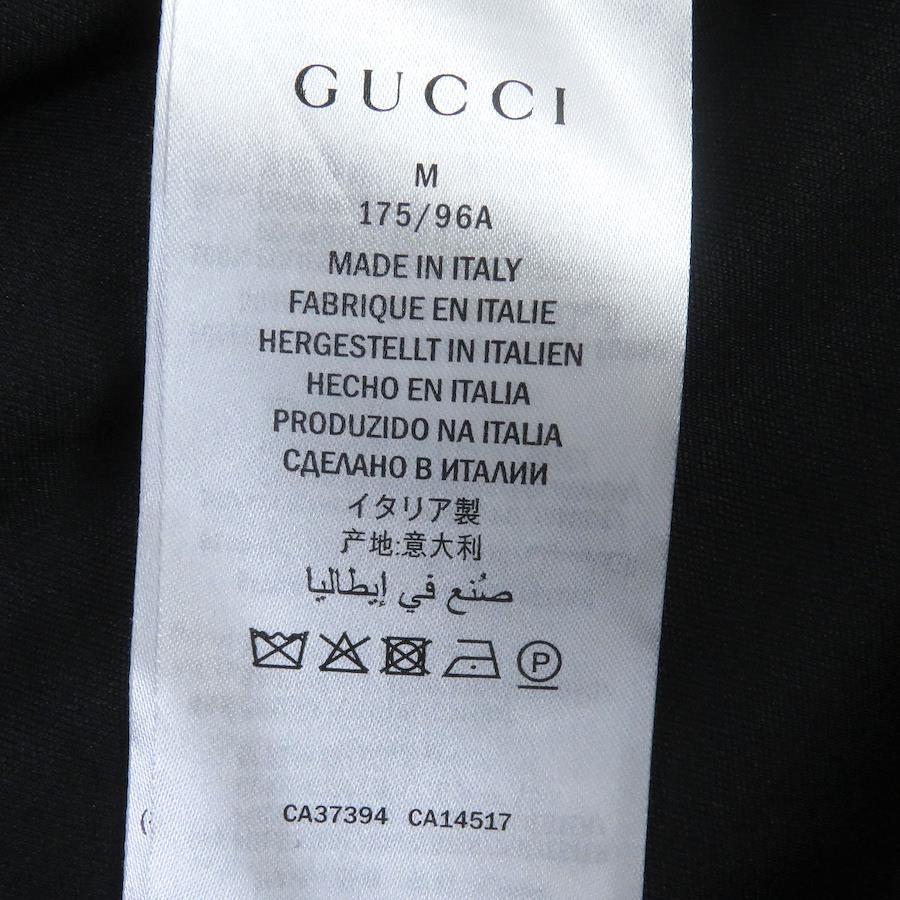 GUCCI
M
175/96A
MADE IN ITALY
FABRIQUE EN ITALIE
HERGESTELLT IN ITALIEN
HECHO EN ITALIA
PRODUZIDO NA ITALIA
СДЕЛАНО В ИТАЛИИ
イタリア製
产地:意大利
صُنع في إيطاليا
P
CA37394 CA14517